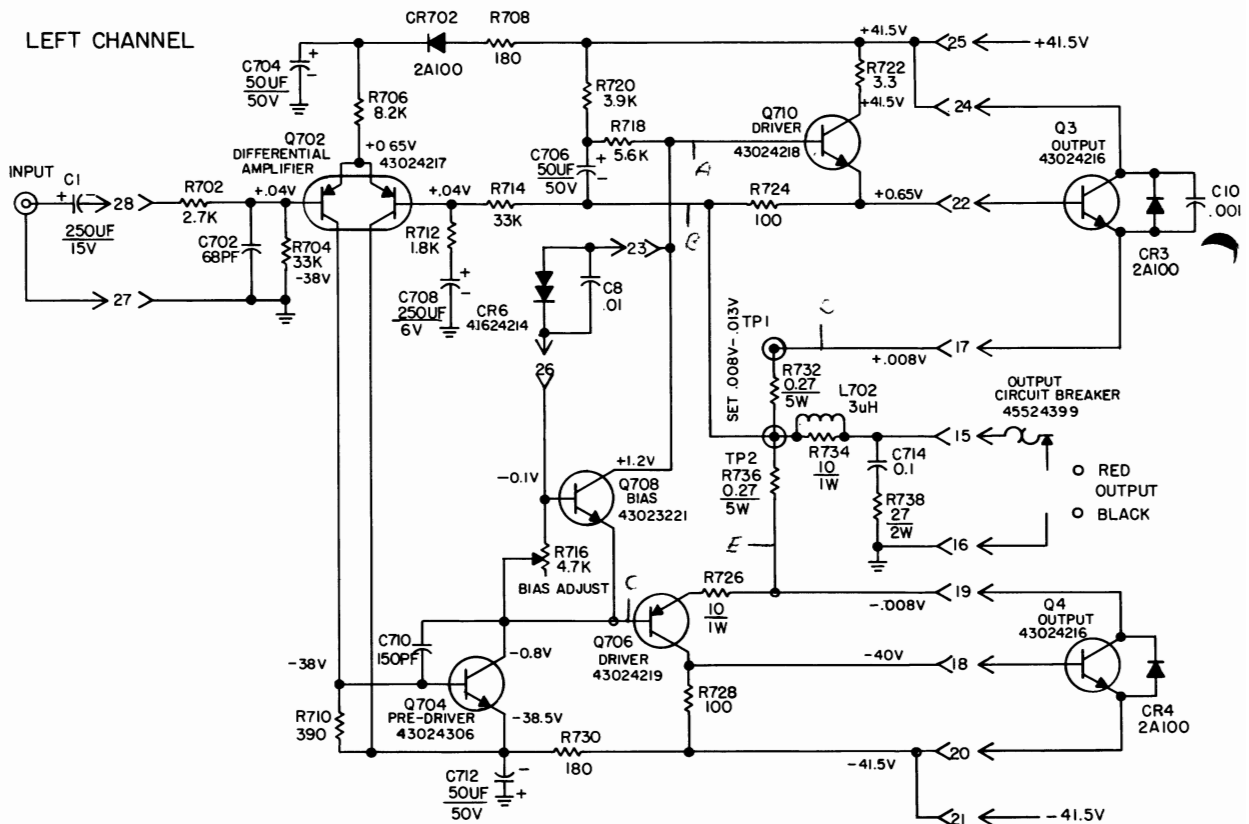 LEFT CHANNEL
CR702
R708
2A100
180
+41.5V
25
+41.5V
C704
50UF
50V
+
-
R706
8.2K
R720
3.9K
R722
3.3
+41.5V
24
Q702
DIFFERENTIAL
AMPLIFIER
+0.65V
43024217
R718
5.6K
Q710
DRIVER
43024218
Q3
OUTPUT
43024216
INPUT
C1
+
250UF
15V
28
R702
2.7K
+.04V
+.04V
R714
33K
C706
50UF
50V
+
-
A
R724
100
+0.65V
22
C10
.001
CR3
2A100
C702
68PF
R704
33K
-38V
R712
1.8K
B
23
27
C708
250UF
6V
+
-
CR6
41624214
C8
.01
26
SET .008V-.013V
TP1
C
+.008V
17
R732
0.27
5W
L702
3uH
OUTPUT
CIRCUIT BREAKER
45524399
15
TP2
R734
10
1W
C714
0.1
R736
0.27
5W
R738
27
2W
RED
OUTPUT
BLACK
16
-0.1V
+1.2V
Q708
BIAS
43023221
R716
4.7K
BIAS ADJUST
E
C
R726
10
1W
-.008V
19
Q4
OUTPUT
43024216
C710
150PF
-38V
-0.8V
Q706
DRIVER
43024219
-40V
18
Q704
PRE-DRIVER
43024306
-38.5V
R728
100
CR4
2A100
R710
390
R730
180
-41.5V
20
C712
50UF
50V
-
+
21
-41.5V